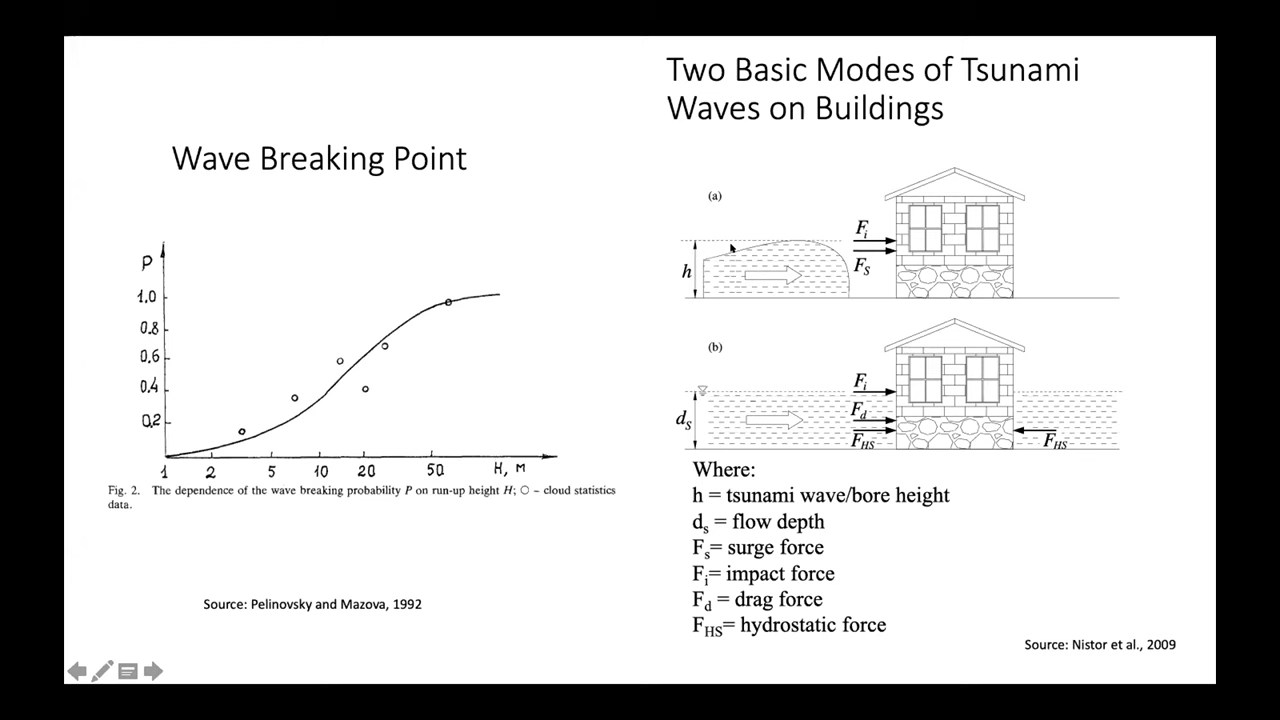 Wave Breaking Point
P
1.0
0.8
0.6
0.4
0.2
1 2 5 10 20 50 H, м
Fig. 2. The dependence of the wave breaking probability P on run-up height H; O – cloud statistics
data.
Source: Pelinovsky and Mazova, 1992
Two Basic Modes of Tsunami
Waves on Buildings
(a)
h
Fi
FS
(b)
ds
Fi
Fd
FHS
FHS
Where:
h = tsunami wave/bore height
ds = flow depth
Fs= surge force
Fi= impact force
Fd = drag force
FHS= hydrostatic force
Source: Nistor et al., 2009